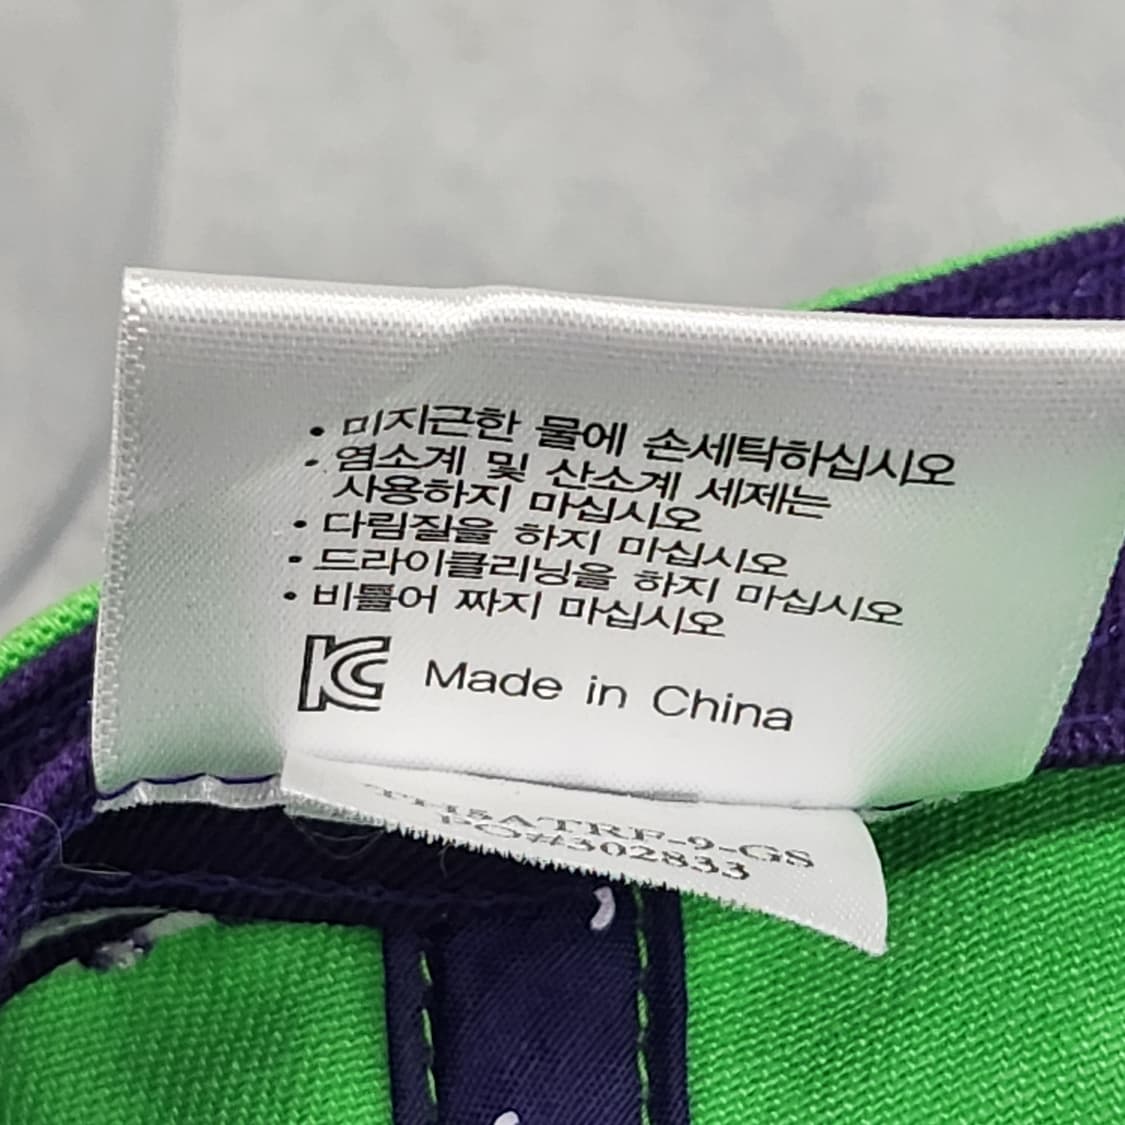 • 미지근한 물에 손세탁하십시오
• 염소계 및 산소계 세제는
사용하지 마십시오
• 다림질을 하지 마십시오
• 드라이클리닝을 하지 마십시오
• 비틀어 짜지 마십시오
KC Made in China
PO#302833